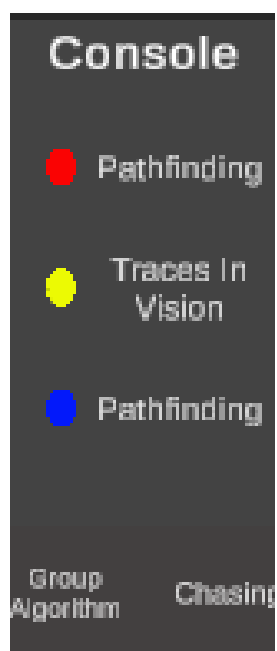 Console
Pathfinding
Traces In
Vision
Pathfinding
Group
Algorithm
Chasing